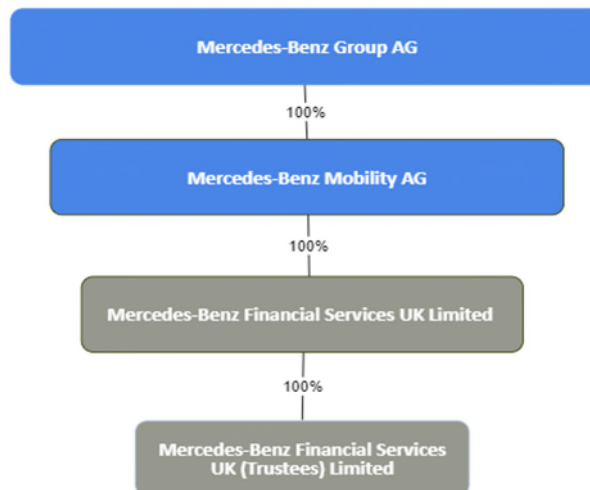 Mercedes-Benz Group AG
100%
Mercedes-Benz Mobility AG
100%
Mercedes-Benz Financial Services UK Limited
100%
Mercedes-Benz Financial Services
UK (Trustees) Limited